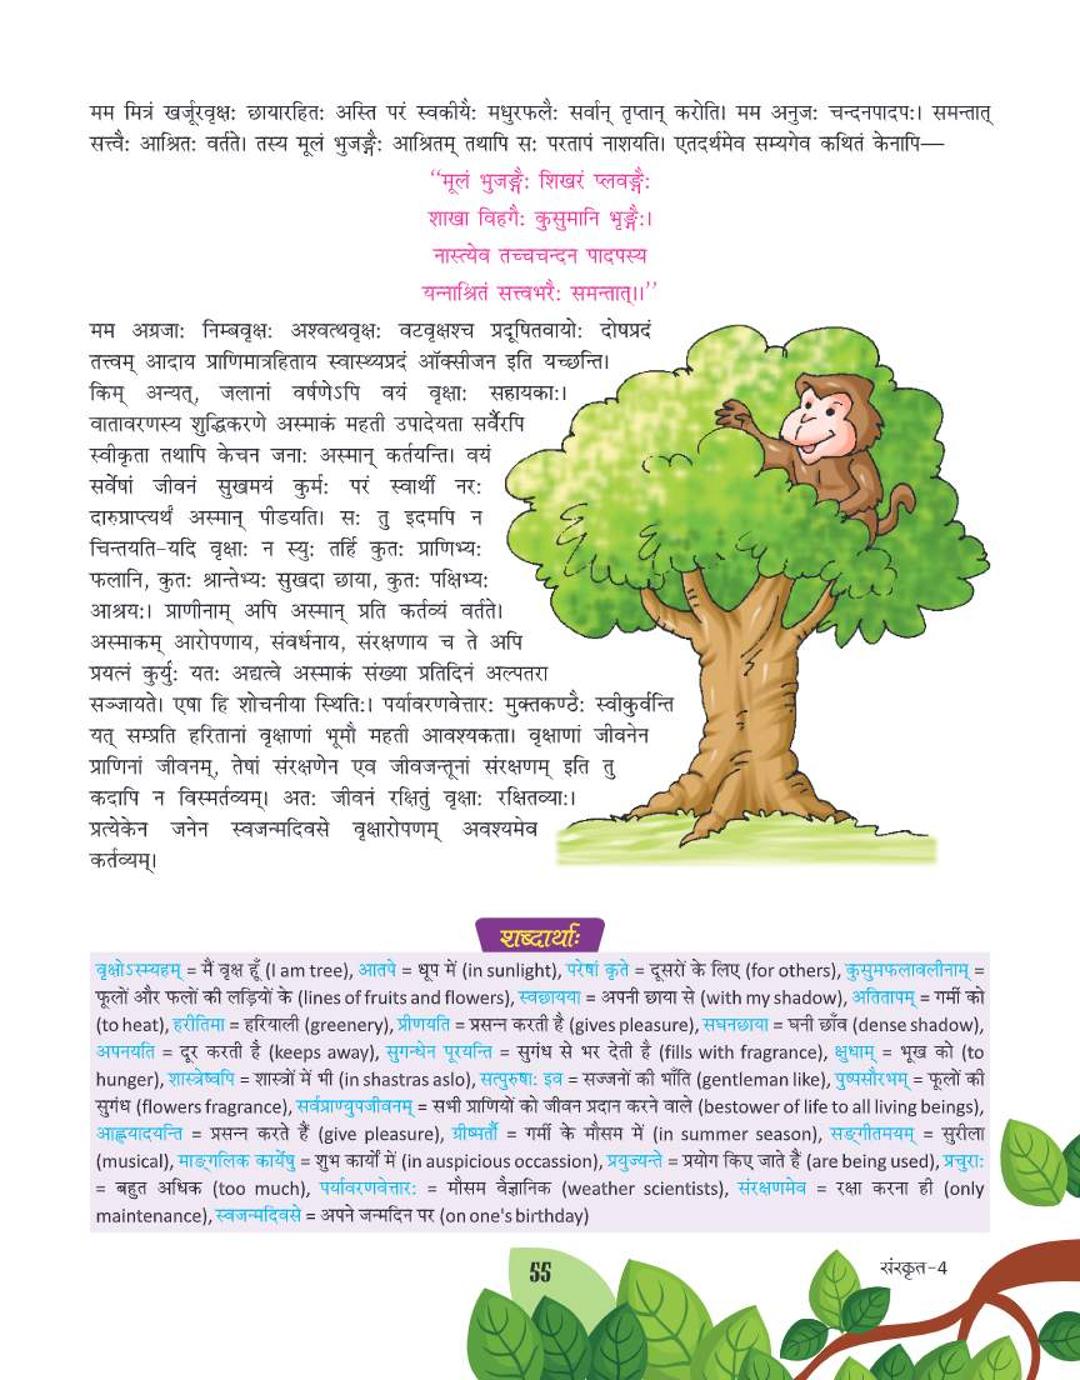 मम मित्रं खर्जूरवृक्षः छायारहितः अस्ति परं स्वकीयैः मधुरफलैः सर्वान् तृप्तान् करोति। मम अनुजः चन्दनपादपः। समन्तात्
सत्त्वैः आश्रितः वर्तते। तस्य मूलं भुजङ्गैः आश्रितम् तथापि सः परतापं नाशयति। एतदर्थमेव सम्यगेव कथितं केनापि—
“मूलं भुजङ्गैः शिखरं प्लवङ्गैः
शाखा विहगैः कुसुमानि भृङ्गैः।
नास्त्येव तच्चचन्दन पादपस्य
यन्नाश्रितं सत्त्वभरैः समन्तात्।।”
मम अग्रजाः निम्बवृक्षः अश्वत्थवृक्षः वटवृक्षश्च प्रदूषितवायोः दोषप्रदं
तत्त्वम् आदाय प्राणिमात्रहिताय स्वास्थ्यप्रदं ऑक्सीजन इति यच्छन्ति।
किम् अन्यत्, जलानां वर्षणेऽपि वयं वृक्षाः सहायकाः।
वातावरणस्य शुद्धिकरणे अस्माकं महती उपादेयता सर्वैरपि
स्वीकृता तथापि केचन जनाः अस्मान् कर्तयन्ति। वयं
सर्वेषां जीवनं सुखमयं कुर्मः परं स्वार्थी नरः
दारुप्राप्त्यर्थं अस्मान् पीडयति। सः तु इदमपि न
चिन्तयति-यदि वृक्षाः न स्युः तर्हि कुतः प्राणिभ्यः
फलानि, कुतः श्रान्तेभ्यः सुखदा छाया, कुतः पक्षिभ्यः
आश्रयः। प्राणीनाम् अपि अस्मान् प्रति कर्तव्यं वर्तते।
अस्माकम् आरोपणाय, संवर्धनाय, संरक्षणाय च ते अपि
प्रयत्नं कुर्युः यतः अद्यत्वे अस्माकं संख्या प्रतिदिनं अल्पतरा
सञ्जायते। एषा हि शोचनीया स्थितिः। पर्यावरणवेत्तारः मुक्तकण्ठैः स्वीकुर्वन्ति
यत् सम्प्रति हरितानां वृक्षाणां भूमौ महती आवश्यकता। वृक्षाणां जीवनेन
प्राणिनां जीवनम्, तेषां संरक्षणेन एव जीवजन्तूनां संरक्षणम् इति तु
कदापि न विस्मर्तव्यम्। अतः जीवनं रक्षितुं वृक्षाः रक्षितव्याः।
प्रत्येकेन जनेन स्वजन्मदिवसे वृक्षारोपणम् अवश्यमेव
कर्तव्यम्।
शब्दार्थाः
वृक्षोऽस्म्यहम् = मैं वृक्ष हूँ (I am tree), आतपे = धूप में (in sunlight), परेषां कृते = दूसरों के लिए (for others), कुसुमफलावलीनाम् =
फूलों और फलों की लड़ियों के (lines of fruits and flowers), स्वछायया = अपनी छाया से (with my shadow), अतितापम् = गर्मी को
(to heat), हरीतिमा = हरियाली (greenery), प्रीणयति = प्रसन्न करती है (gives pleasure), सघनछाया = घनी छाँव (dense shadow),
अपनयति = दूर करती है (keeps away), सुगन्धेन पूरयन्ति = सुगंध से भर देती है (fills with fragrance), क्षुधाम् = भूख को (to
hunger), शास्त्रेष्वपि = शास्त्रों में भी (in shastras aslo), सत्पुरुषाः इव = सज्जनों की भाँति (gentleman like), पुष्पसौरभम् = फूलों की
सुगंध (flowers fragrance), सर्वप्राण्युपजीवनम् = सभी प्राणियों को जीवन प्रदान करने वाले (bestower of life to all living beings),
आह्लयादयन्ति = प्रसन्न करते हैं (give pleasure), ग्रीष्मर्तौ = गर्मी के मौसम में (in summer season), सङ्गीतमयम् = सुरीला
(musical), माङ्गलिक कार्येषु = शुभ कार्यों में (in auspicious occassion), प्रयुज्यन्ते = प्रयोग किए जाते हैं (are being used), प्रचुराः
= बहुत अधिक (too much), पर्यावरणवेत्तारः = मौसम वैज्ञानिक (weather scientists), संरक्षणमेव = रक्षा करना ही (only
maintenance), स्वजन्मदिवसे = अपने जन्मदिन पर (on one's birthday)
55
संस्कृत-4